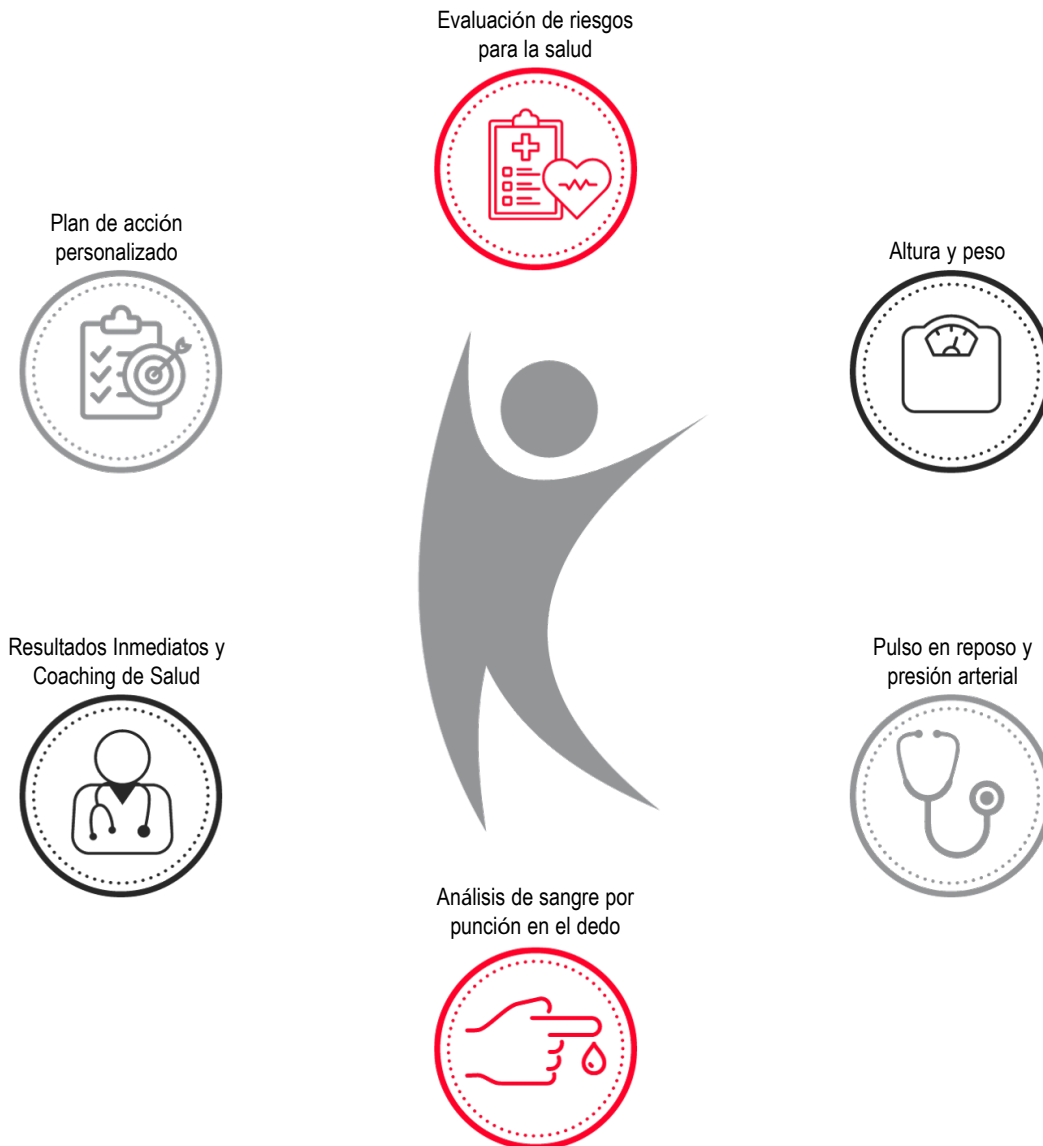 Evaluación de riesgos
para la salud
Plan de acción
personalizado
Altura y peso
Resultados Inmediatos y
Coaching de Salud
Pulso en reposo y
presión arterial
Análisis de sangre por
punción en el dedo